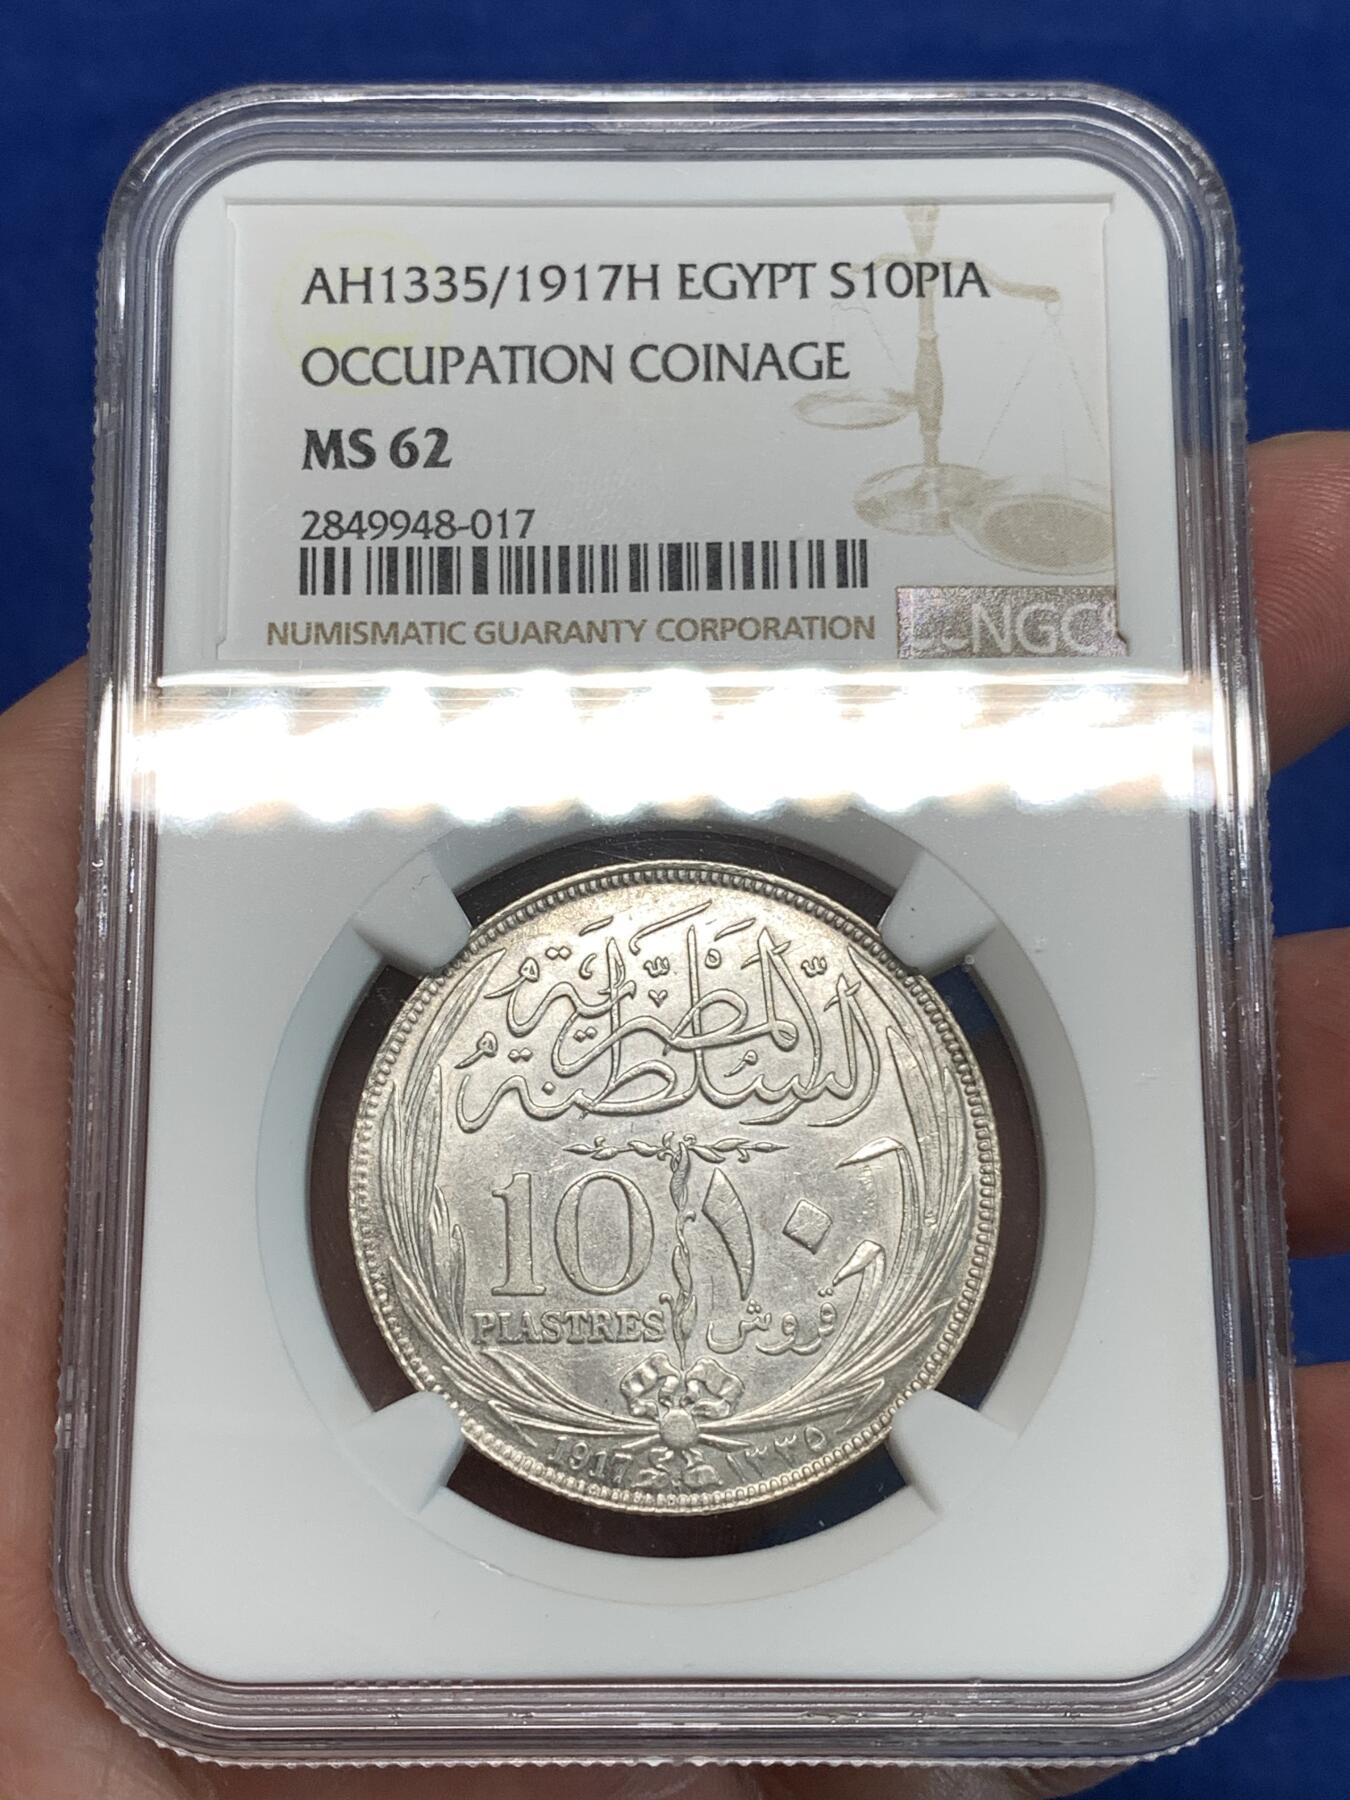 AH1335/1917H EGYPT S10PIA
OCCUPATION COINAGE
MS 62
2849948-017
NUMISMATIC GUARANTY CORPORATION
NGC
السلطنة المصرية
10 ١٠
PIASTRES قروش
1917 ١٣٣٥